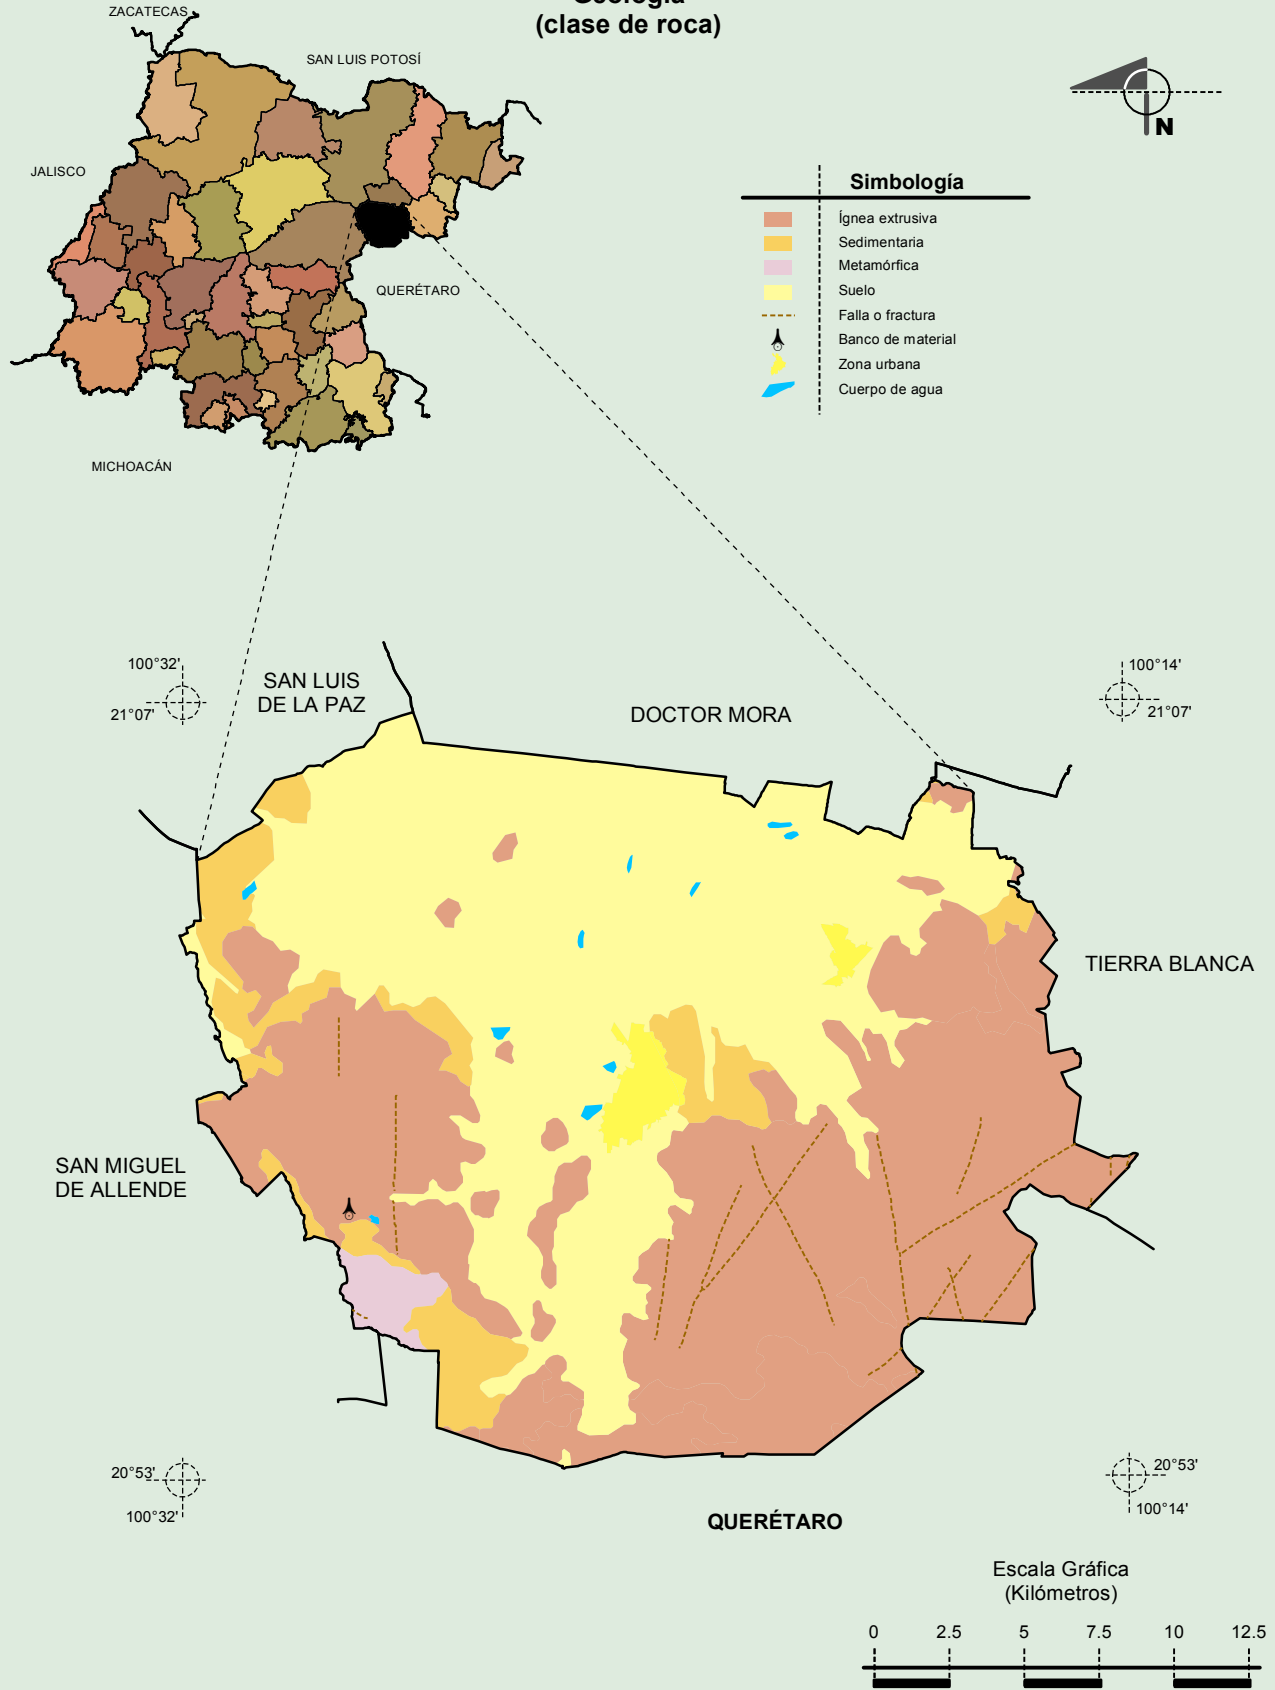 Geología
(clase de roca)
ZACATECAS
SAN LUIS POTOSÍ
JALISCO
QUERÉTARO
MICHOACÁN
N
Simbología
Ígnea extrusiva
Sedimentaria
Metamórfica
Suelo
Falla o fractura
Banco de material
Zona urbana
Cuerpo de agua
100°32'
21°07'
SAN LUIS
DE LA PAZ
DOCTOR MORA
100°14'
21°07'
TIERRA BLANCA
SAN MIGUEL
DE ALLENDE
20°53'
100°32'
20°53'
100°14'
QUERÉTARO
Escala Gráfica
(Kilómetros)
0 2.5 5 7.5 10 12.5